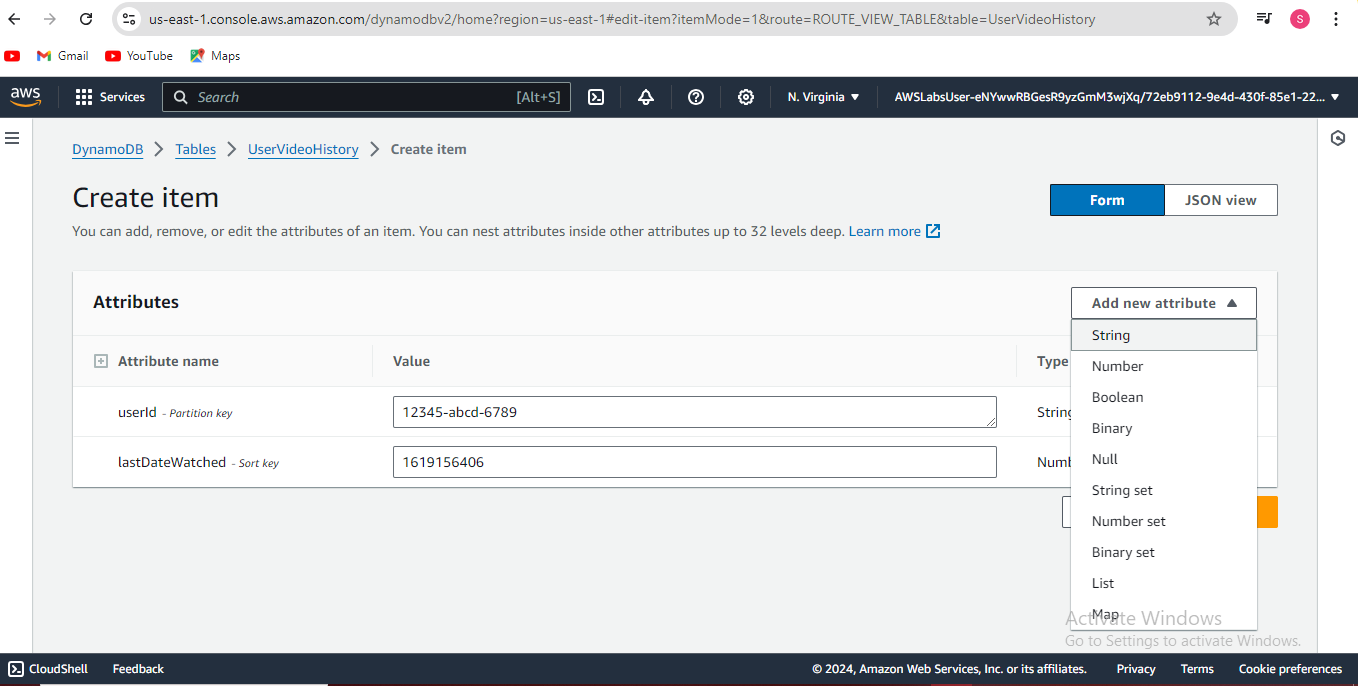 us-east-1.console.aws.amazon.com/dynamodbv2/home?region=us-east-1#edit-item?itemMode=1&route=ROUTE_VIEW_TABLE&table=UserVideoHistory
S
Gmail YouTube Maps
aws Services Search [Alt+S] N. Virginia AWSLabsUser-eNYwwRBGesR9yzGmM3wjXq/72eb9112-9e4d-430f-85e1-22...
DynamoDB Tables UserVideoHistory Create item
Create item
Form JSON view
You can add, remove, or edit the attributes of an item. You can nest attributes inside other attributes up to 32 levels deep. Learn more
Attributes
Add new attribute
Attribute name Value Type
userId - Partition key 12345-abcd-6789 String
lastDateWatched - Sort key 1619156406 Numb
String
Number
Boolean
Binary
Null
String set
Number set
Binary set
List
Map
Activate Windows
Go to Settings to activate Windows.
CloudShell Feedback © 2024, Amazon Web Services, Inc. or its affiliates. Privacy Terms Cookie preferences